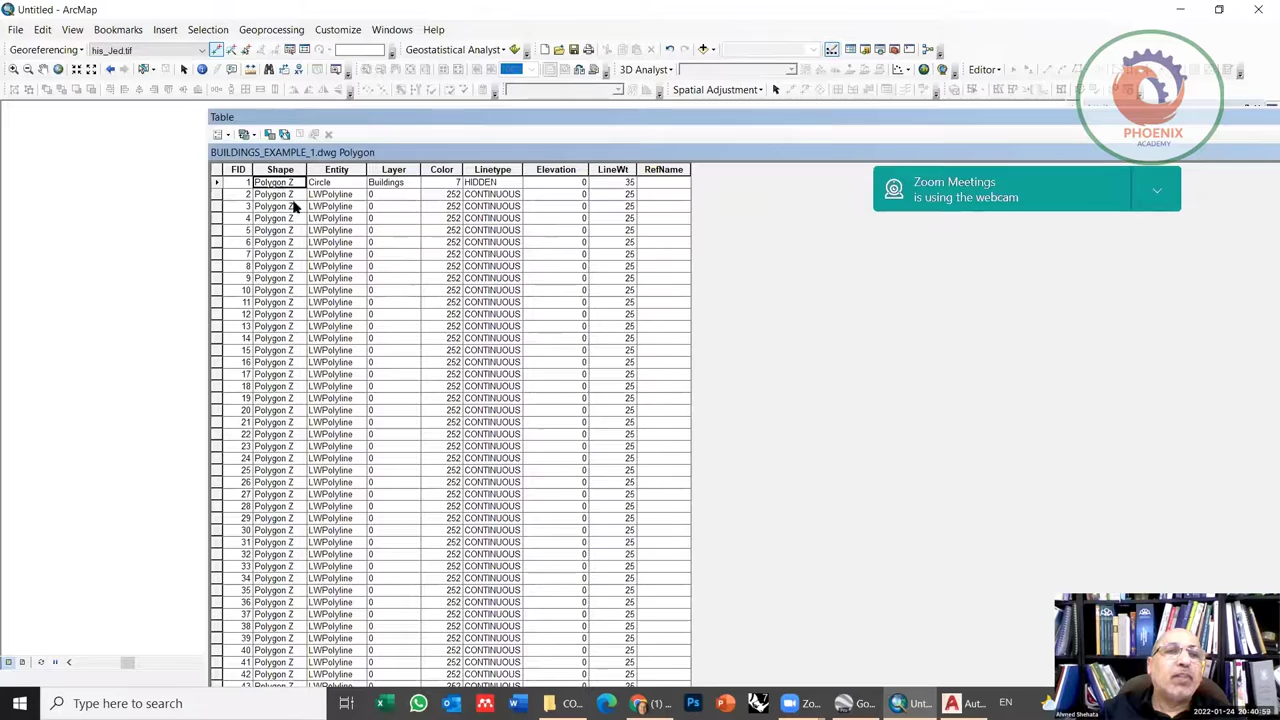 Untitled - ArcMap
File Edit View Bookmarks Insert Selection Geoprocessing Customize Windows Help
Georeferencing his_Jed.tif Geostatistical Analyst
3D Analyst Editor
Spatial Adjustment
PHOENIX
ACADEMY
Table
BUILDINGS_EXAMPLE_1.dwg Polygon
FID Shape Entity Layer Color Linetype Elevation LineWt RefName
1 Polygon Z Circle Buildings 7 HIDDEN 0 35
2 Polygon Z LWPolyline 0 252 CONTINUOUS 0 25
3 Polygon Z LWPolyline 0 252 CONTINUOUS 0 25
4 Polygon Z LWPolyline 0 252 CONTINUOUS 0 25
5 Polygon Z LWPolyline 0 252 CONTINUOUS 0 25
6 Polygon Z LWPolyline 0 252 CONTINUOUS 0 25
7 Polygon Z LWPolyline 0 252 CONTINUOUS 0 25
8 Polygon Z LWPolyline 0 252 CONTINUOUS 0 25
9 Polygon Z LWPolyline 0 252 CONTINUOUS 0 25
10 Polygon Z LWPolyline 0 252 CONTINUOUS 0 25
11 Polygon Z LWPolyline 0 252 CONTINUOUS 0 25
12 Polygon Z LWPolyline 0 252 CONTINUOUS 0 25
13 Polygon Z LWPolyline 0 252 CONTINUOUS 0 25
14 Polygon Z LWPolyline 0 252 CONTINUOUS 0 25
15 Polygon Z LWPolyline 0 252 CONTINUOUS 0 25
16 Polygon Z LWPolyline 0 252 CONTINUOUS 0 25
17 Polygon Z LWPolyline 0 252 CONTINUOUS 0 25
18 Polygon Z LWPolyline 0 252 CONTINUOUS 0 25
19 Polygon Z LWPolyline 0 252 CONTINUOUS 0 25
20 Polygon Z LWPolyline 0 252 CONTINUOUS 0 25
21 Polygon Z LWPolyline 0 252 CONTINUOUS 0 25
22 Polygon Z LWPolyline 0 252 CONTINUOUS 0 25
23 Polygon Z LWPolyline 0 252 CONTINUOUS 0 25
24 Polygon Z LWPolyline 0 252 CONTINUOUS 0 25
25 Polygon Z LWPolyline 0 252 CONTINUOUS 0 25
26 Polygon Z LWPolyline 0 252 CONTINUOUS 0 25
27 Polygon Z LWPolyline 0 252 CONTINUOUS 0 25
28 Polygon Z LWPolyline 0 252 CONTINUOUS 0 25
29 Polygon Z LWPolyline 0 252 CONTINUOUS 0 25
30 Polygon Z LWPolyline 0 252 CONTINUOUS 0 25
31 Polygon Z LWPolyline 0 252 CONTINUOUS 0 25
32 Polygon Z LWPolyline 0 252 CONTINUOUS 0 25
33 Polygon Z LWPolyline 0 252 CONTINUOUS 0 25
34 Polygon Z LWPolyline 0 252 CONTINUOUS 0 25
35 Polygon Z LWPolyline 0 252 CONTINUOUS 0 25
36 Polygon Z LWPolyline 0 252 CONTINUOUS 0 25
37 Polygon Z LWPolyline 0 252 CONTINUOUS 0 25
38 Polygon Z LWPolyline 0 252 CONTINUOUS 0 25
39 Polygon Z LWPolyline 0 252 CONTINUOUS 0 25
40 Polygon Z LWPolyline 0 252 CONTINUOUS 0 25
41 Polygon Z LWPolyline 0 252 CONTINUOUS 0 25
42 Polygon Z LWPolyline 0 252 CONTINUOUS 0 25
Zoom Meetings
is using the webcam
Type here to search
CO... (1) ... Zo... Go... Unt... Aut... EN
Ahmed Shehata
2022-01-24 20:40:59